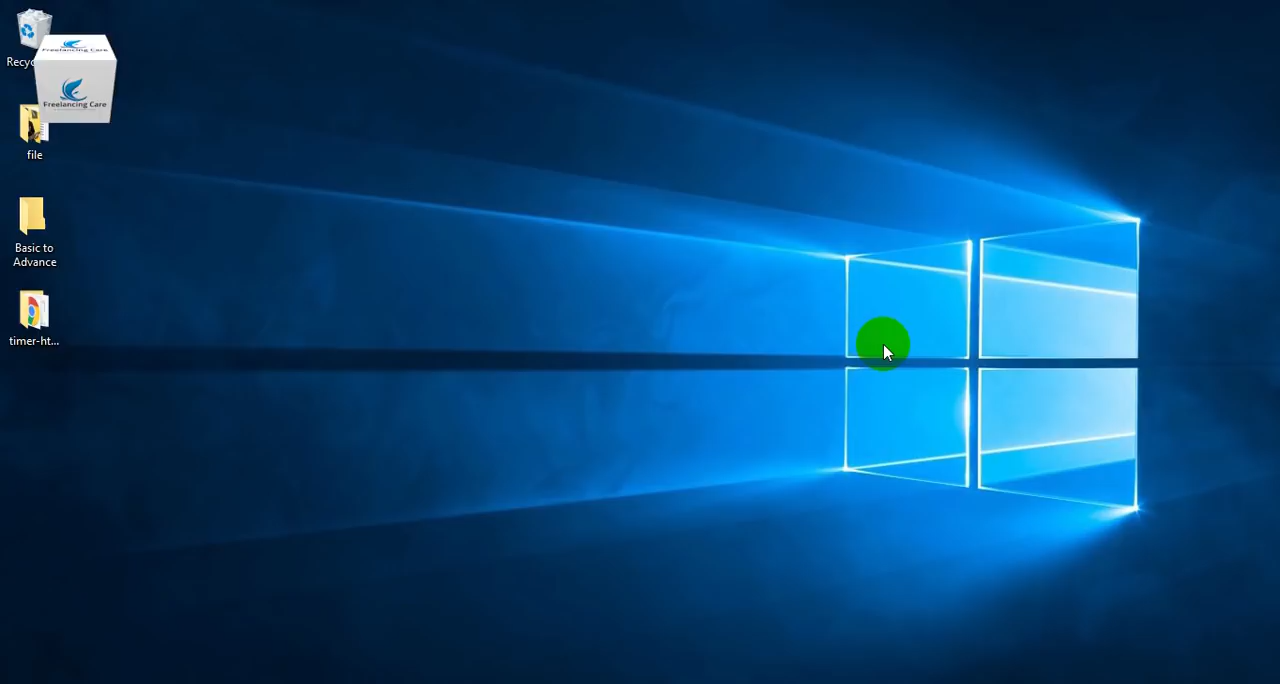 Recyc
Freelancing Care
Freelancing Care
file
Basic to
Advance
timer-ht...